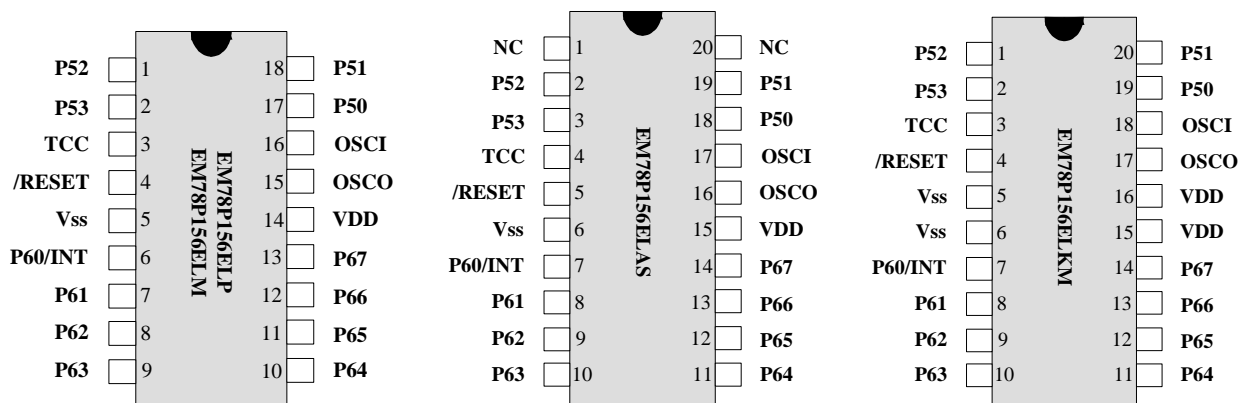 P52 1 18 P51
P53 2 17 P50
TCC 3 16 OSCI
/RESET 4 15 OSCO
Vss 5 14 VDD
P60/INT 6 13 P67
P61 7 12 P66
P62 8 11 P65
P63 9 10 P64
EM78P156ELP
EM78P156ELM
NC 1 20 NC
P52 2 19 P51
P53 3 18 P50
TCC 4 17 OSCI
/RESET 5 16 OSCO
Vss 6 15 VDD
P60/INT 7 14 P67
P61 8 13 P66
P62 9 12 P65
P63 10 11 P64
EM78P156ELAS
P52 1 20 P51
P53 2 19 P50
TCC 3 18 OSCI
/RESET 4 17 OSCO
Vss 5 16 VDD
Vss 6 15 VDD
P60/INT 7 14 P67
P61 8 13 P66
P62 9 12 P65
P63 10 11 P64
EM78P156ELKM